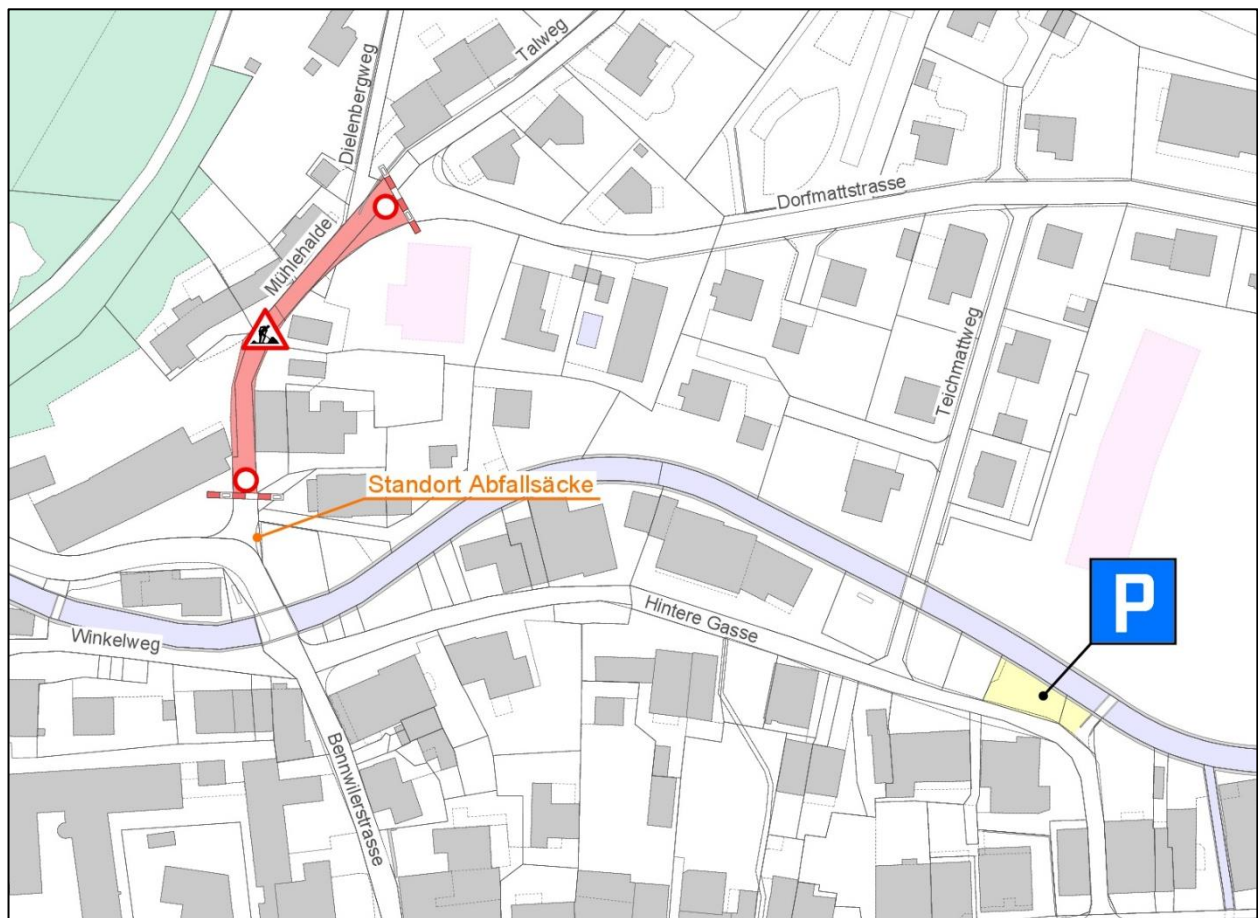 Talweg
Dielenbergweg
Dorfmattstrasse
Mühlehalde
Teichmattweg
Standort Abfallsäcke
P
Hintere Gasse
Winkelweg
Bennwilerstrasse